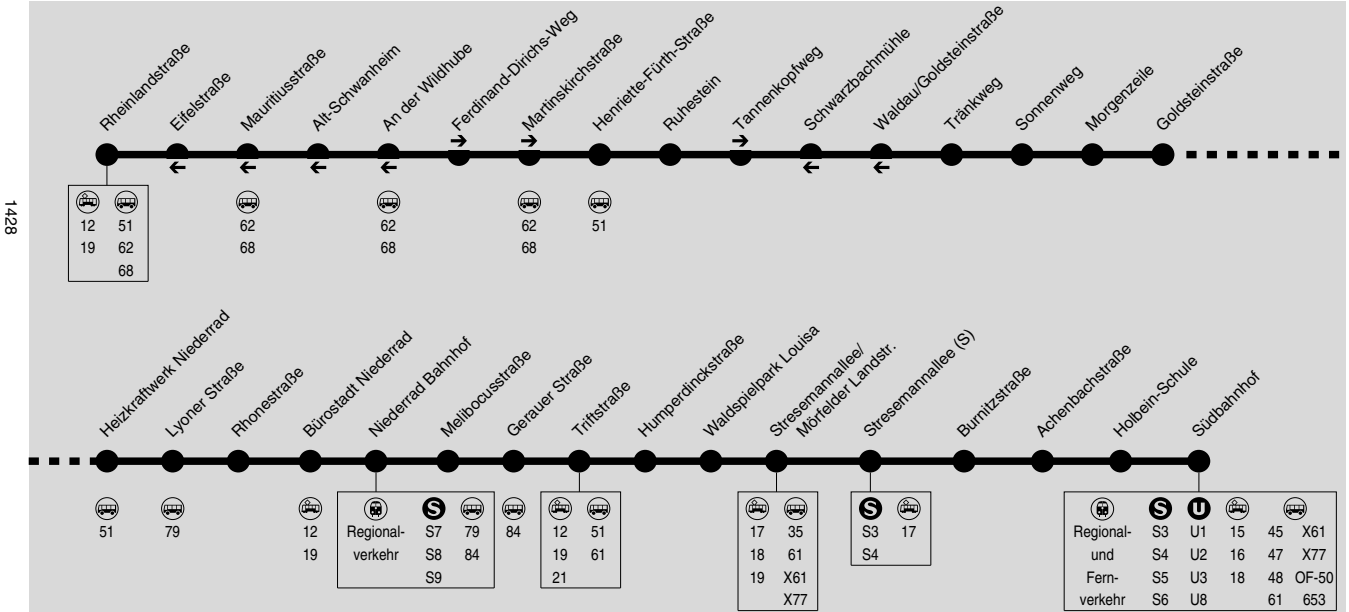 1428
Rheinlandstraße
Eifelstraße
Mauritiusstraße
Alt-Schwanheim
An der Wildhube
Ferdinand-Dirichs-Weg
Martinskirchstraße
Henriette-Fürth-Straße
Ruhestein
Tannenkopfweg
Schwarzbachmühle
Waldau/Goldsteinstraße
Tränkweg
Sonnenweg
Morgenzeile
Goldsteinstraße
12 51 62 62 62 51
19 62 68 68 68
68
Heizkraftwerk Niederrad
Lyoner Straße
Rhonestraße
Bürostadt Niederrad
Niederrad Bahnhof
Melibocusstraße
Gerauer Straße
Triftstraße
Humperdinckstraße
Waldspielpark Louisa
Stresemannallee/
Mörfelder Landstr.
Stresemannallee (S)
Burnitzstraße
Achenbachstraße
Holbein-Schule
Südbahnhof
S S U
51 79 12 Regional- S7 79 84 12 51 17 35 S3 17 Regional- S3 U1 15 45 X61
19 verkehr S8 84 19 61 18 61 S4 und S4 U2 16 47 X77
S9 21 19 X61 Fern- S5 U3 18 48 OF-50
X77 verkehr S6 U8 61 653